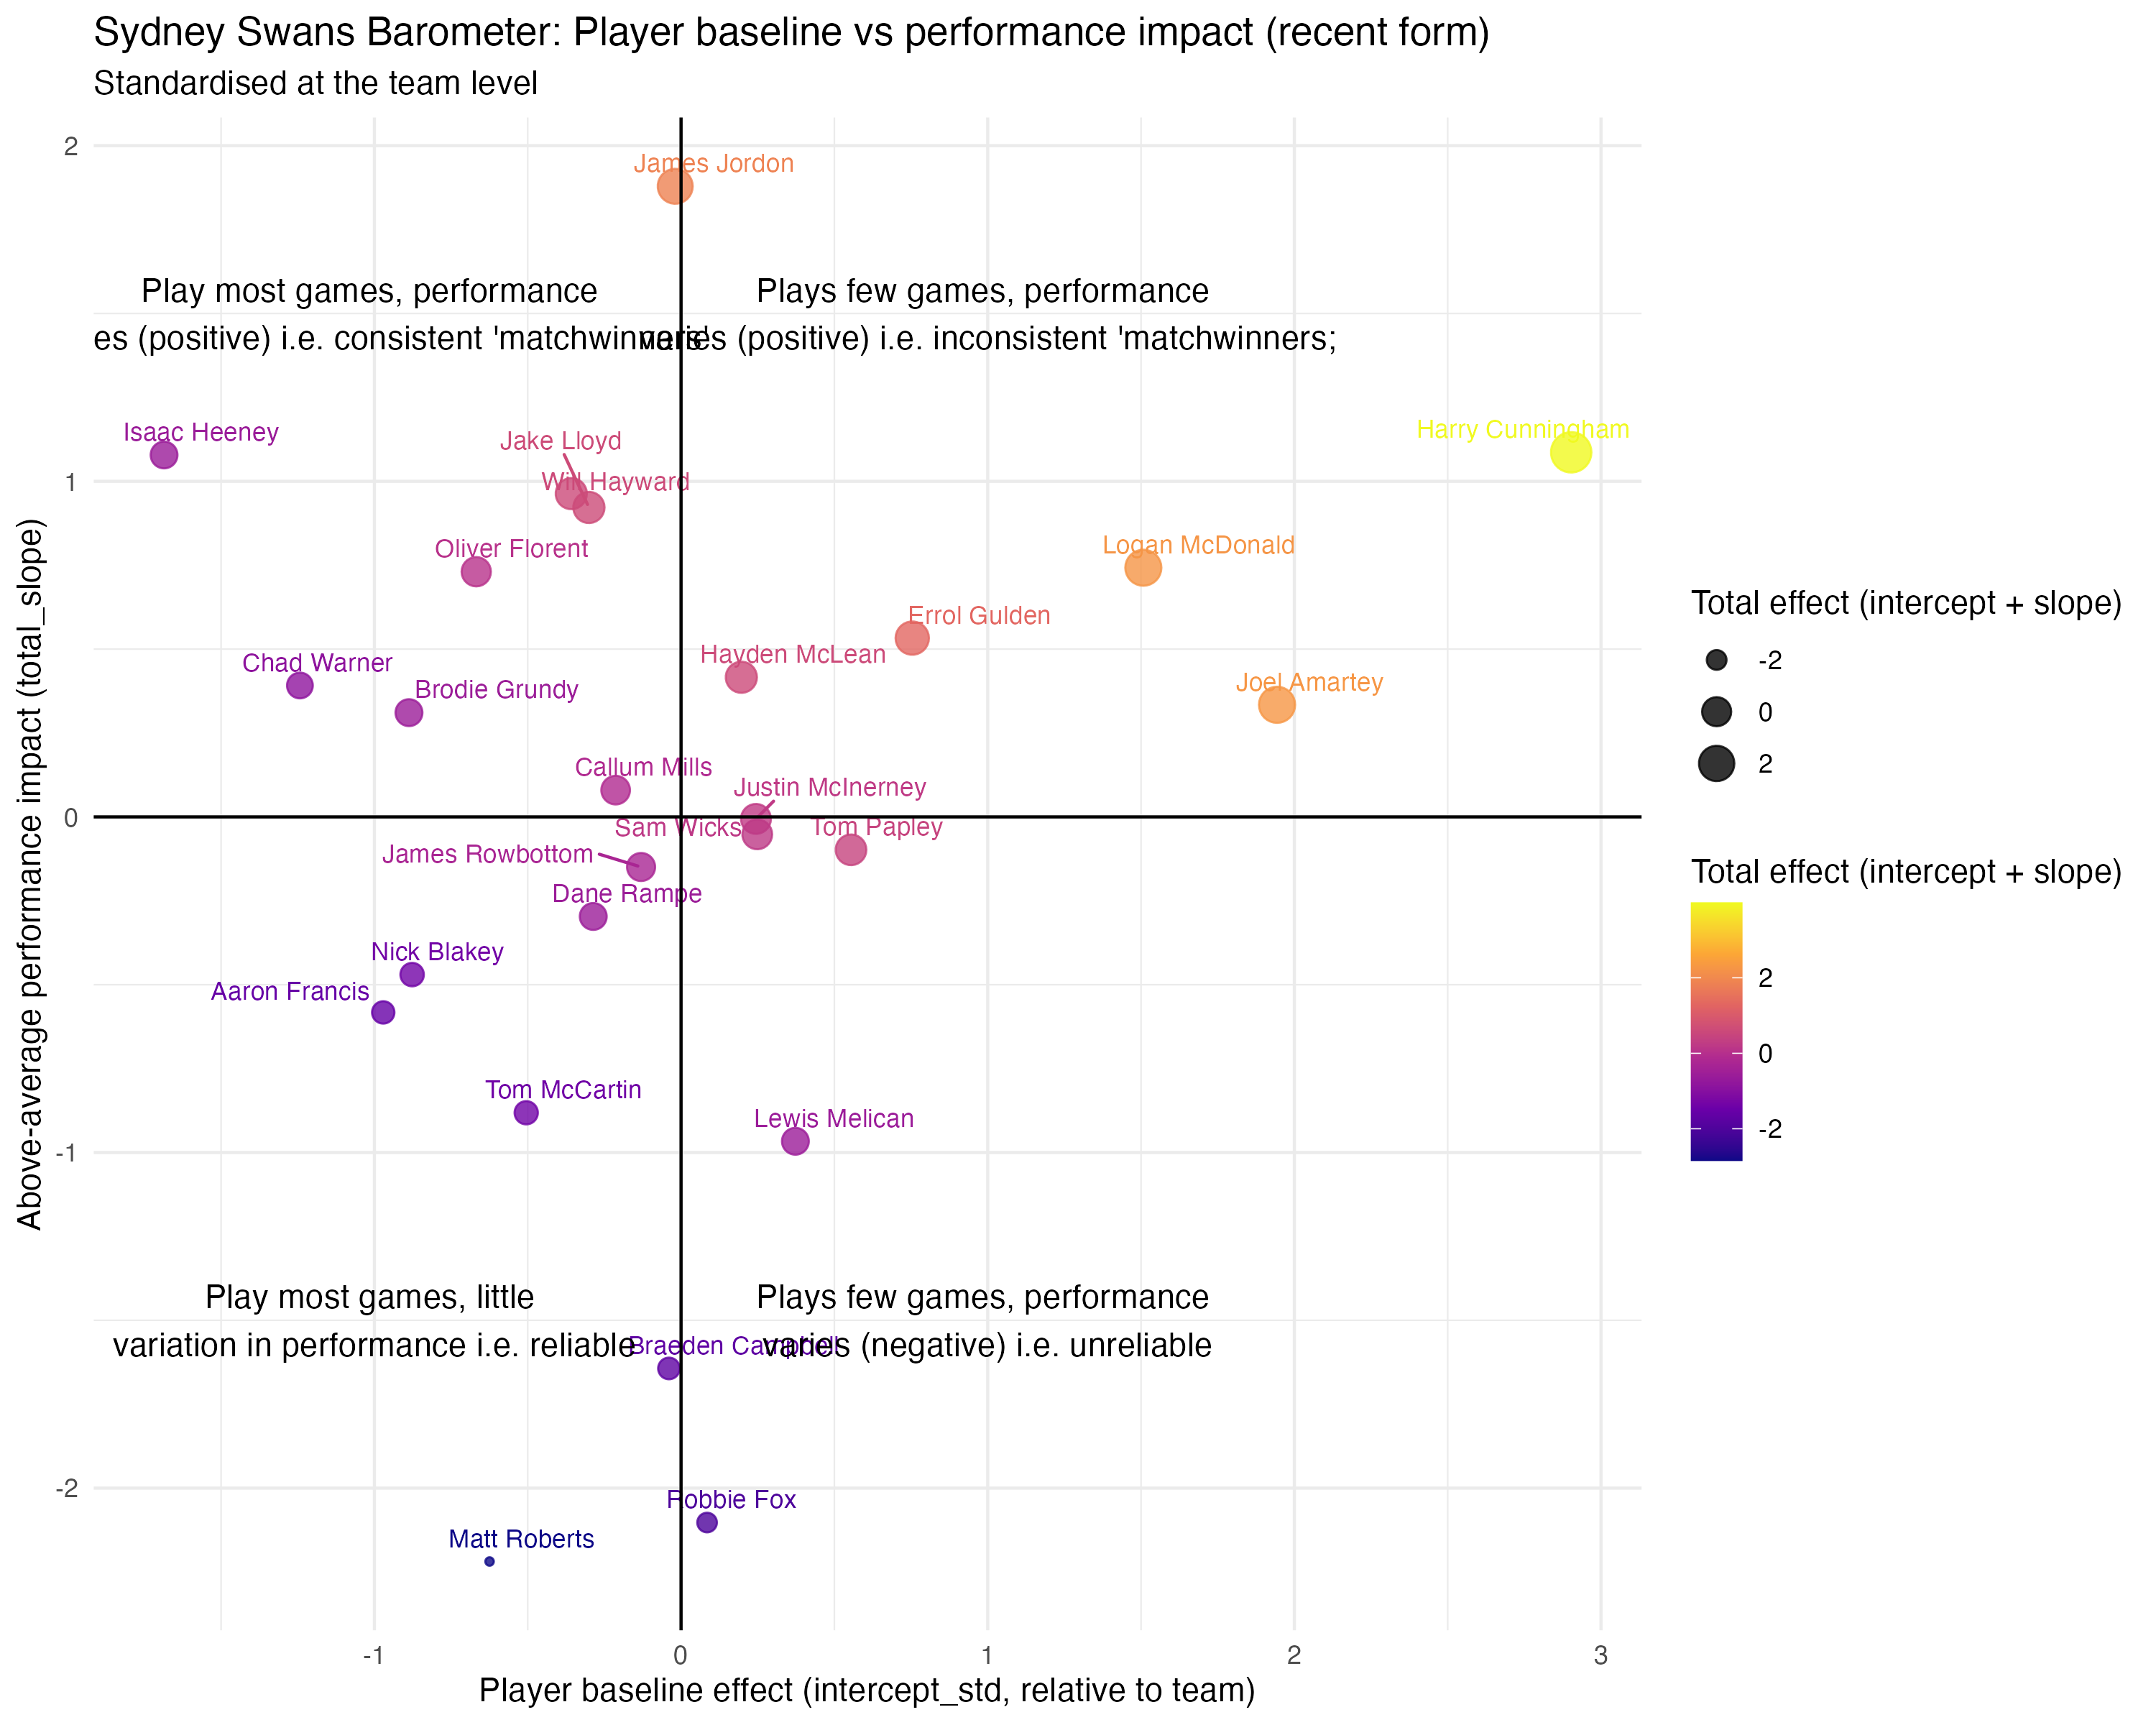 Sydney Swans Barometer: Player baseline vs performance impact (recent form)
Standardised at the team level
Above-average performance impact (total_slope)
2
1
0
-1
-2
James Jordon
Play most games, performance
es (positive) i.e. consistent 'matchwinners'
Plays few games, performance
varies (positive) i.e. inconsistent 'matchwinners;
Isaac Heeney
Jake Lloyd
Will Hayward
Harry Cunningham
Oliver Florent
Logan McDonald
Errol Gulden
Hayden McLean
Chad Warner
Brodie Grundy
Joel Amartey
Callum Mills
Justin McInerney
Sam Wicks
Tom Papley
James Rowbottom
Dane Rampe
Nick Blakey
Aaron Francis
Tom McCartin
Lewis Melican
Play most games, little
variation in performance i.e. reliable
Plays few games, performance
varies (negative) i.e. unreliable
Braeden Campbell
Robbie Fox
Matt Roberts
-1
0
1
2
3
Player baseline effect (intercept_std, relative to team)
Total effect (intercept + slope)
-2
0
2
Total effect (intercept + slope)
2
0
-2